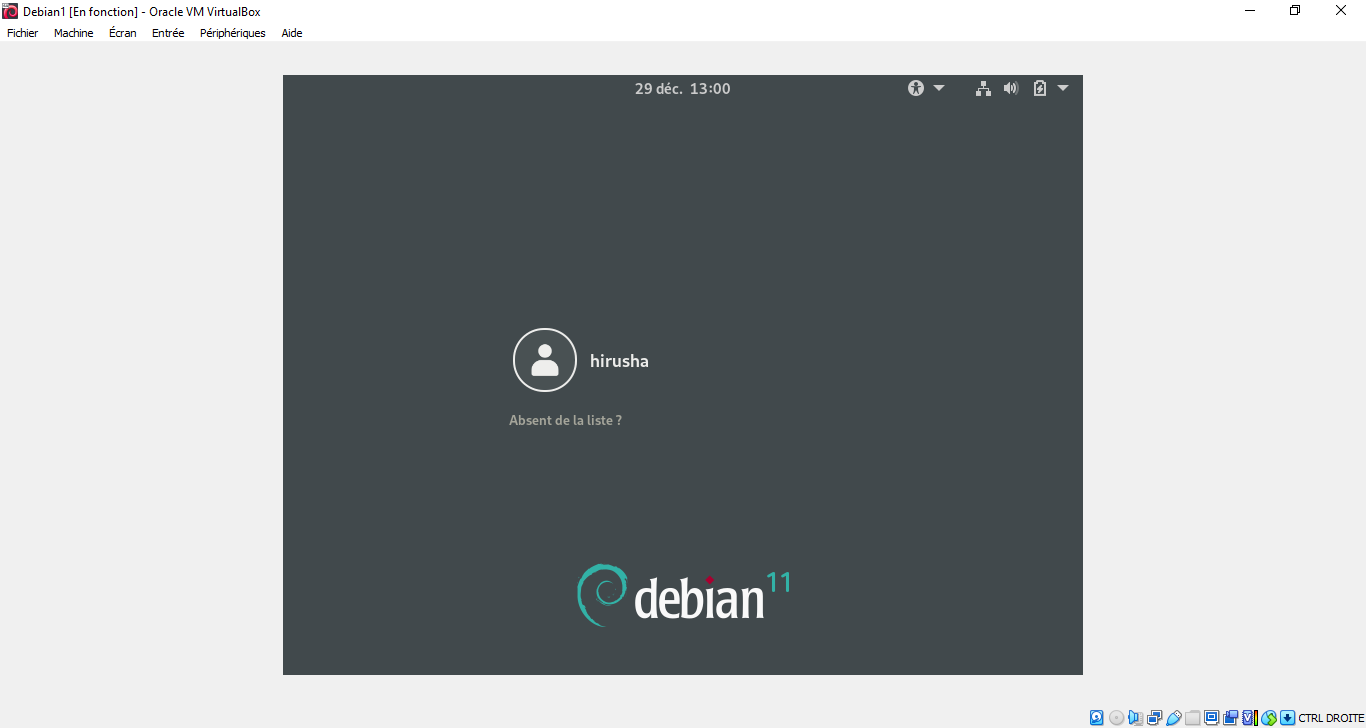 Debian1 [En fonction] - Oracle VM VirtualBox
Fichier Machine Écran Entrée Périphériques Aide
29 déc. 13:00
hirusha
Absent de la liste ?
debian 11
CTRL DROITE